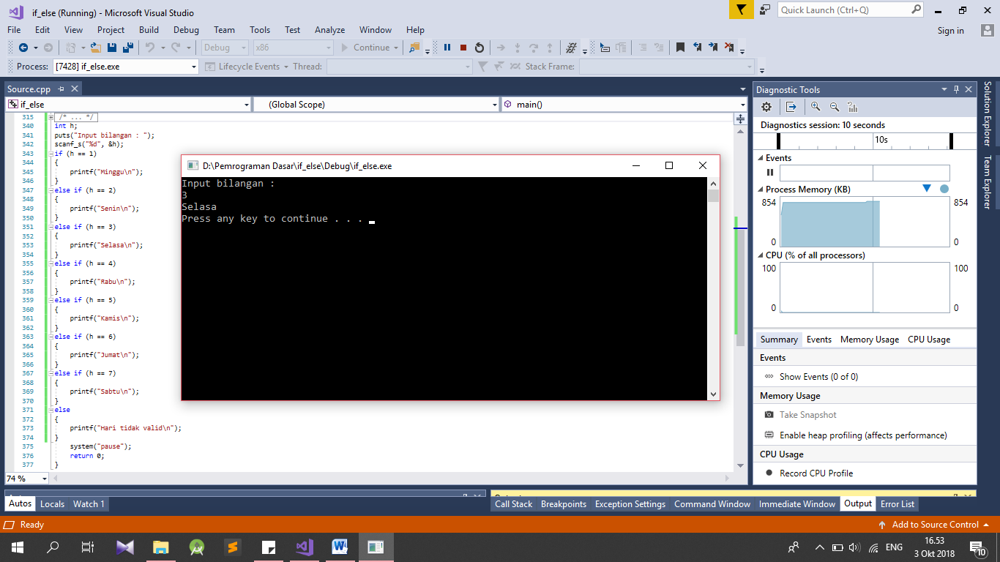 if_else (Running) - Microsoft Visual Studio
Quick Launch (Ctrl+Q)
File Edit View Project Build Debug Team Tools Test Analyze Window Help
Sign in
Debug x86 Continue
Process: [7428] if_else.exe Lifecycle Events Thread: Stack Frame:
Source.cpp
if_else (Global Scope) main()
315 /* ... */
340 int h;
341 puts("Input bilangan : ");
342 scanf_s("%d", &h);
343 if (h == 1)
344 {
345 printf("Minggu\n");
346 }
347 else if (h == 2)
348 {
349 printf("Senin\n");
350 }
351 else if (h == 3)
352 {
353 printf("Selasa\n");
354 }
355 else if (h == 4)
356 {
357 printf("Rabu\n");
358 }
359 else if (h == 5)
360 {
361 printf("Kamis\n");
362 }
363 else if (h == 6)
364 {
365 printf("Jumat\n");
366 }
367 else if (h == 7)
368 {
369 printf("Sabtu\n");
370 }
371 else
372 {
373 printf("Hari tidak valid\n");
374 }
375 system("pause");
376 return 0;
377 }
74 %
D:\Pemrograman Dasar\if_else\Debug\if_else.exe
Input bilangan :
3
Selasa
Press any key to continue . . .
Diagnostic Tools
Diagnostics session: 10 seconds
10s
Events
Process Memory (KB)
854 854
0 0
CPU (% of all processors)
100 100
0 0
Summary Events Memory Usage CPU Usage
Events
Show Events (0 of 0)
Memory Usage
Take Snapshot
Enable heap profiling (affects performance)
CPU Usage
Record CPU Profile
Solution Explorer
Team Explorer
Autos Locals Watch 1
Call Stack Breakpoints Exception Settings Command Window Immediate Window Output Error List
Ready
Add to Source Control
ENG
16.53
3 Okt 2018
10